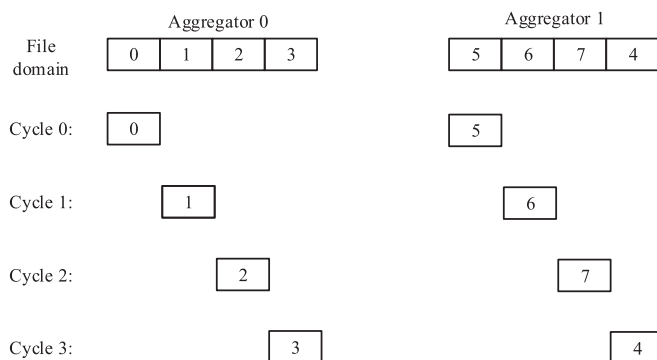 Aggregator 0 Aggregator 1
File domain 0 1 2 3 5 6 7 4
Cycle 0: 0 5
Cycle 1: 1 6
Cycle 2: 2 7
Cycle 3: 3 4